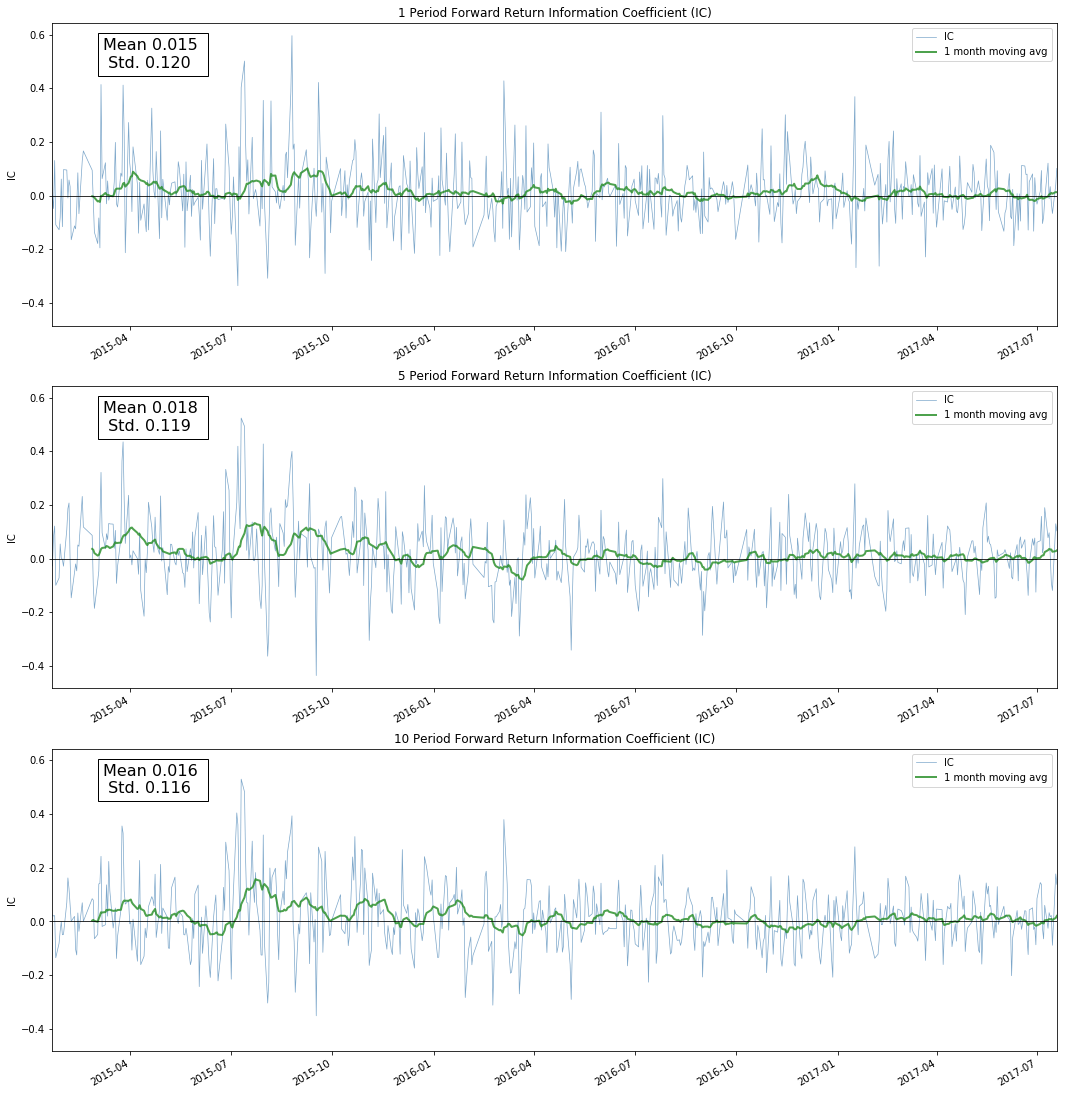 1 Period Forward Return Information Coefficient (IC)
Mean 0.015
Std. 0.120
IC
1 month moving avg
IC
0.6
0.4
0.2
0.0
−0.2
−0.4
2015-04 2015-07 2015-10 2016-01 2016-04 2016-07 2016-10 2017-01 2017-04 2017-07
5 Period Forward Return Information Coefficient (IC)
Mean 0.018
Std. 0.119
IC
1 month moving avg
IC
0.6
0.4
0.2
0.0
−0.2
−0.4
2015-04 2015-07 2015-10 2016-01 2016-04 2016-07 2016-10 2017-01 2017-04 2017-07
10 Period Forward Return Information Coefficient (IC)
Mean 0.016
Std. 0.116
IC
1 month moving avg
IC
0.6
0.4
0.2
0.0
−0.2
−0.4
2015-04 2015-07 2015-10 2016-01 2016-04 2016-07 2016-10 2017-01 2017-04 2017-07